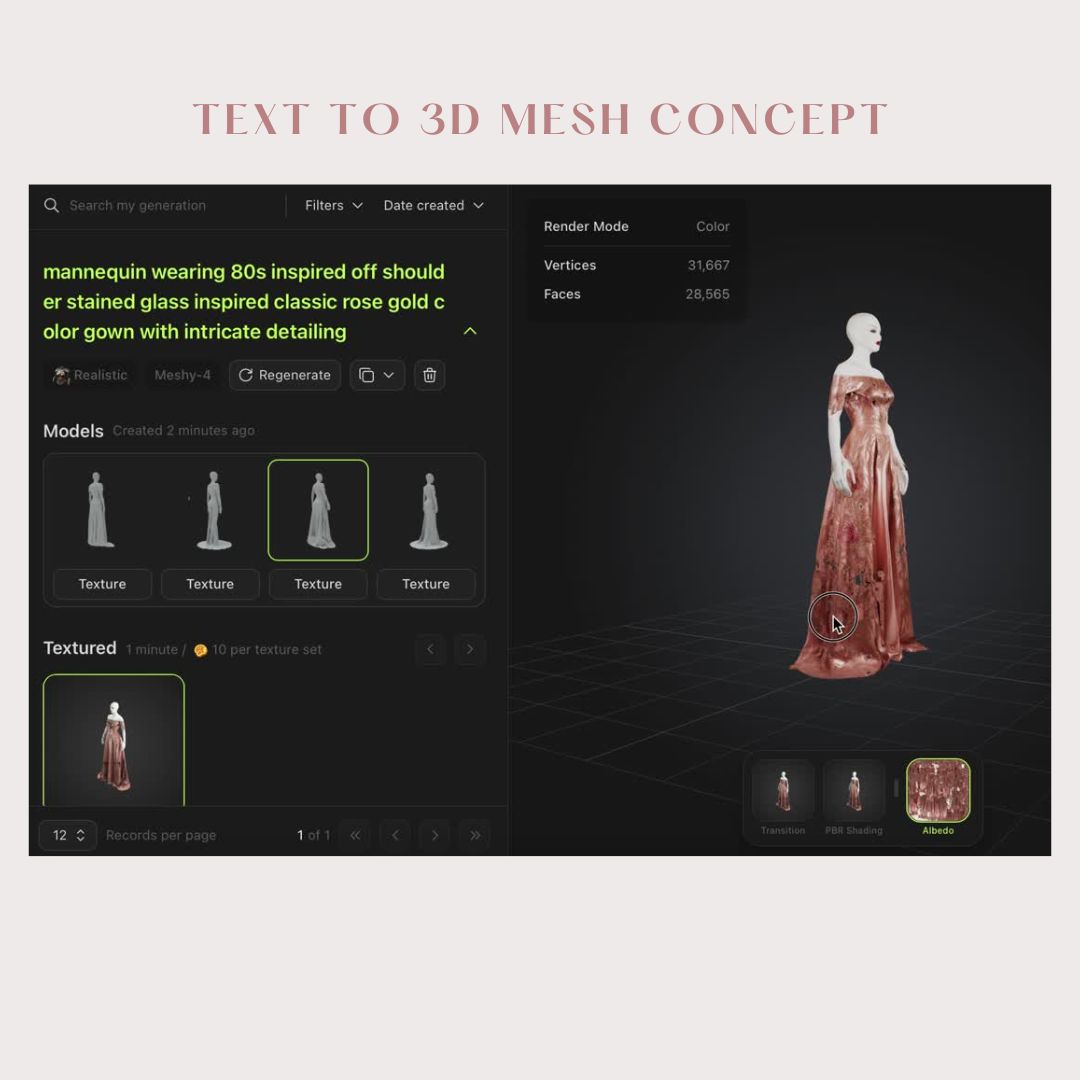 TEXT TO 3D MESH CONCEPT
Search my generation
Filters
Date created
mannequin wearing 80s inspired off should
er stained glass inspired classic rose gold c
olor gown with intricate detailing
Realistic
Meshy-4
Regenerate
Models Created 2 minutes ago
Texture
Texture
Texture
Texture
Textured 1 minute / 10 per texture set
12 Records per page
1 of 1
Render Mode Color
Vertices 31,667
Faces 28,565
Transition
PBR Shading
Albedo